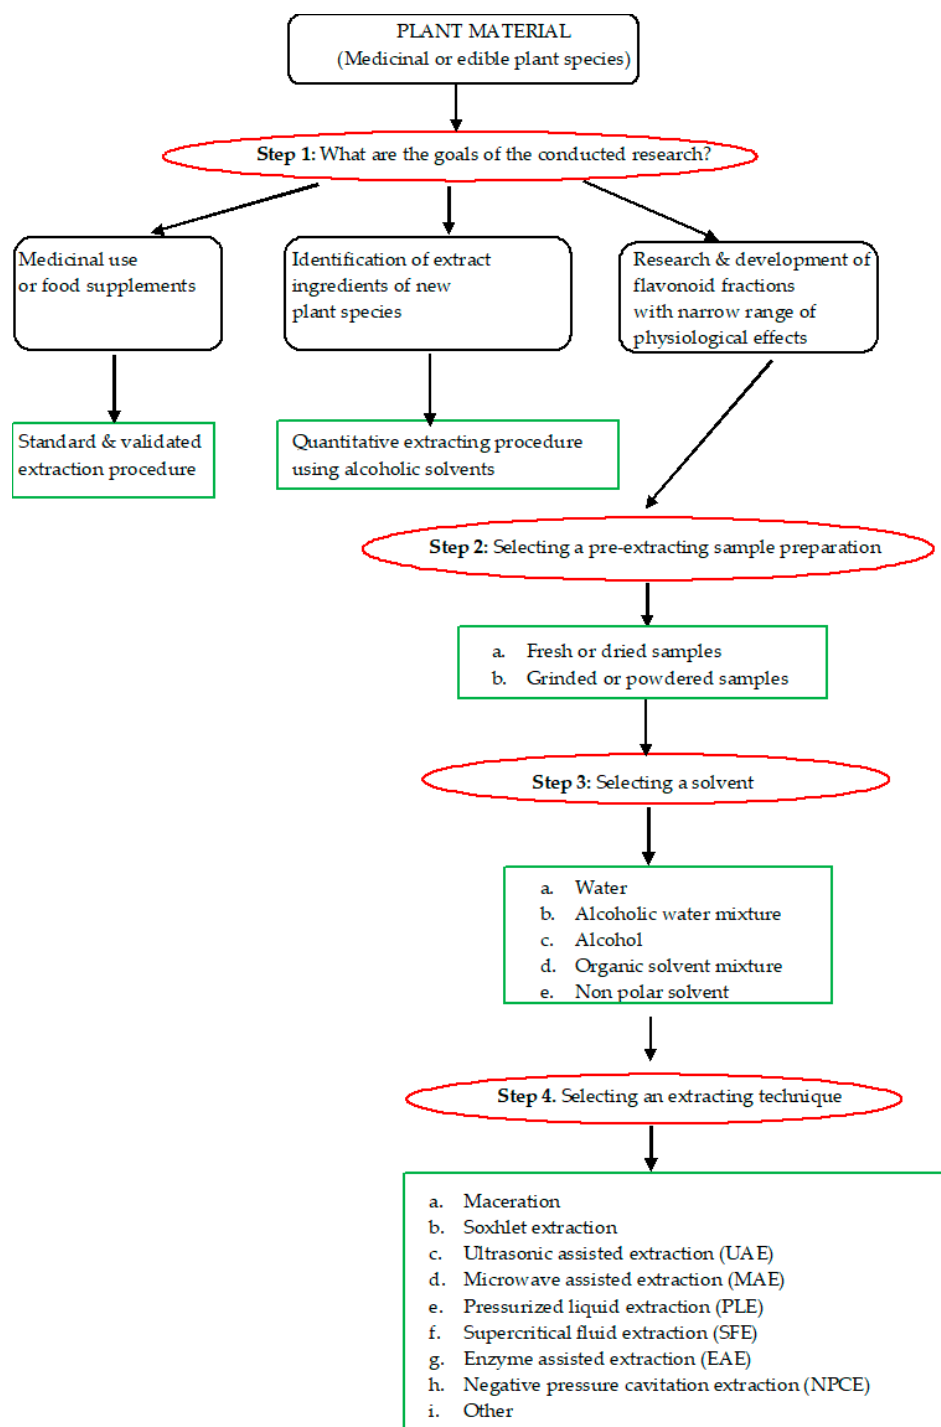 PLANT MATERIAL
(Medicinal or edible plant species)
Step 1: What are the goals of the conducted research?
Medicinal use
or food supplements
Identification of extract
ingredients of new
plant species
Research & development of
flavonoid fractions
with narrow range of
physiological effects
Standard & validated
extraction procedure
Quantitative extracting procedure
using alcoholic solvents
Step 2: Selecting a pre-extracting sample preparation
a. Fresh or dried samples
b. Grinded or powdered samples
Step 3: Selecting a solvent
a. Water
b. Alcoholic water mixture
c. Alcohol
d. Organic solvent mixture
e. Non polar solvent
Step 4. Selecting an extracting technique
a. Maceration
b. Soxhlet extraction
c. Ultrasonic assisted extraction (UAE)
d. Microwave assisted extraction (MAE)
e. Pressurized liquid extraction (PLE)
f. Supercritical fluid extraction (SFE)
g. Enzyme assisted extraction (EAE)
h. Negative pressure cavitation extraction (NPCE)
i. Other